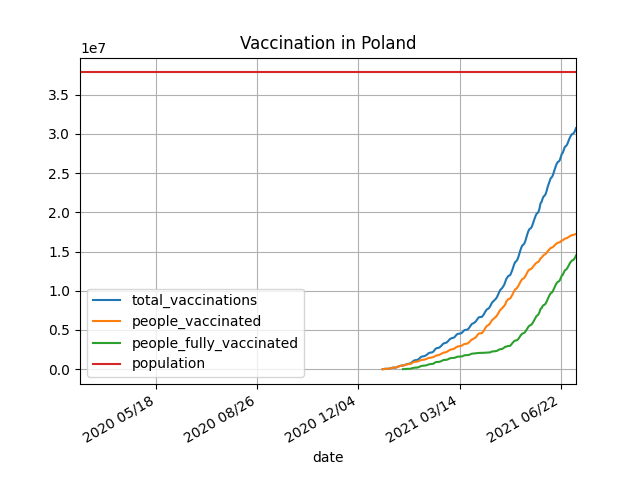 Vaccination in Poland
1e7
3.5
3.0
2.5
2.0
1.5
1.0
0.5
0.0
total_vaccinations
people_vaccinated
people_fully_vaccinated
population
2020 05/18
2020 08/26
2020 12/04
2021 03/14
2021 06/22
date